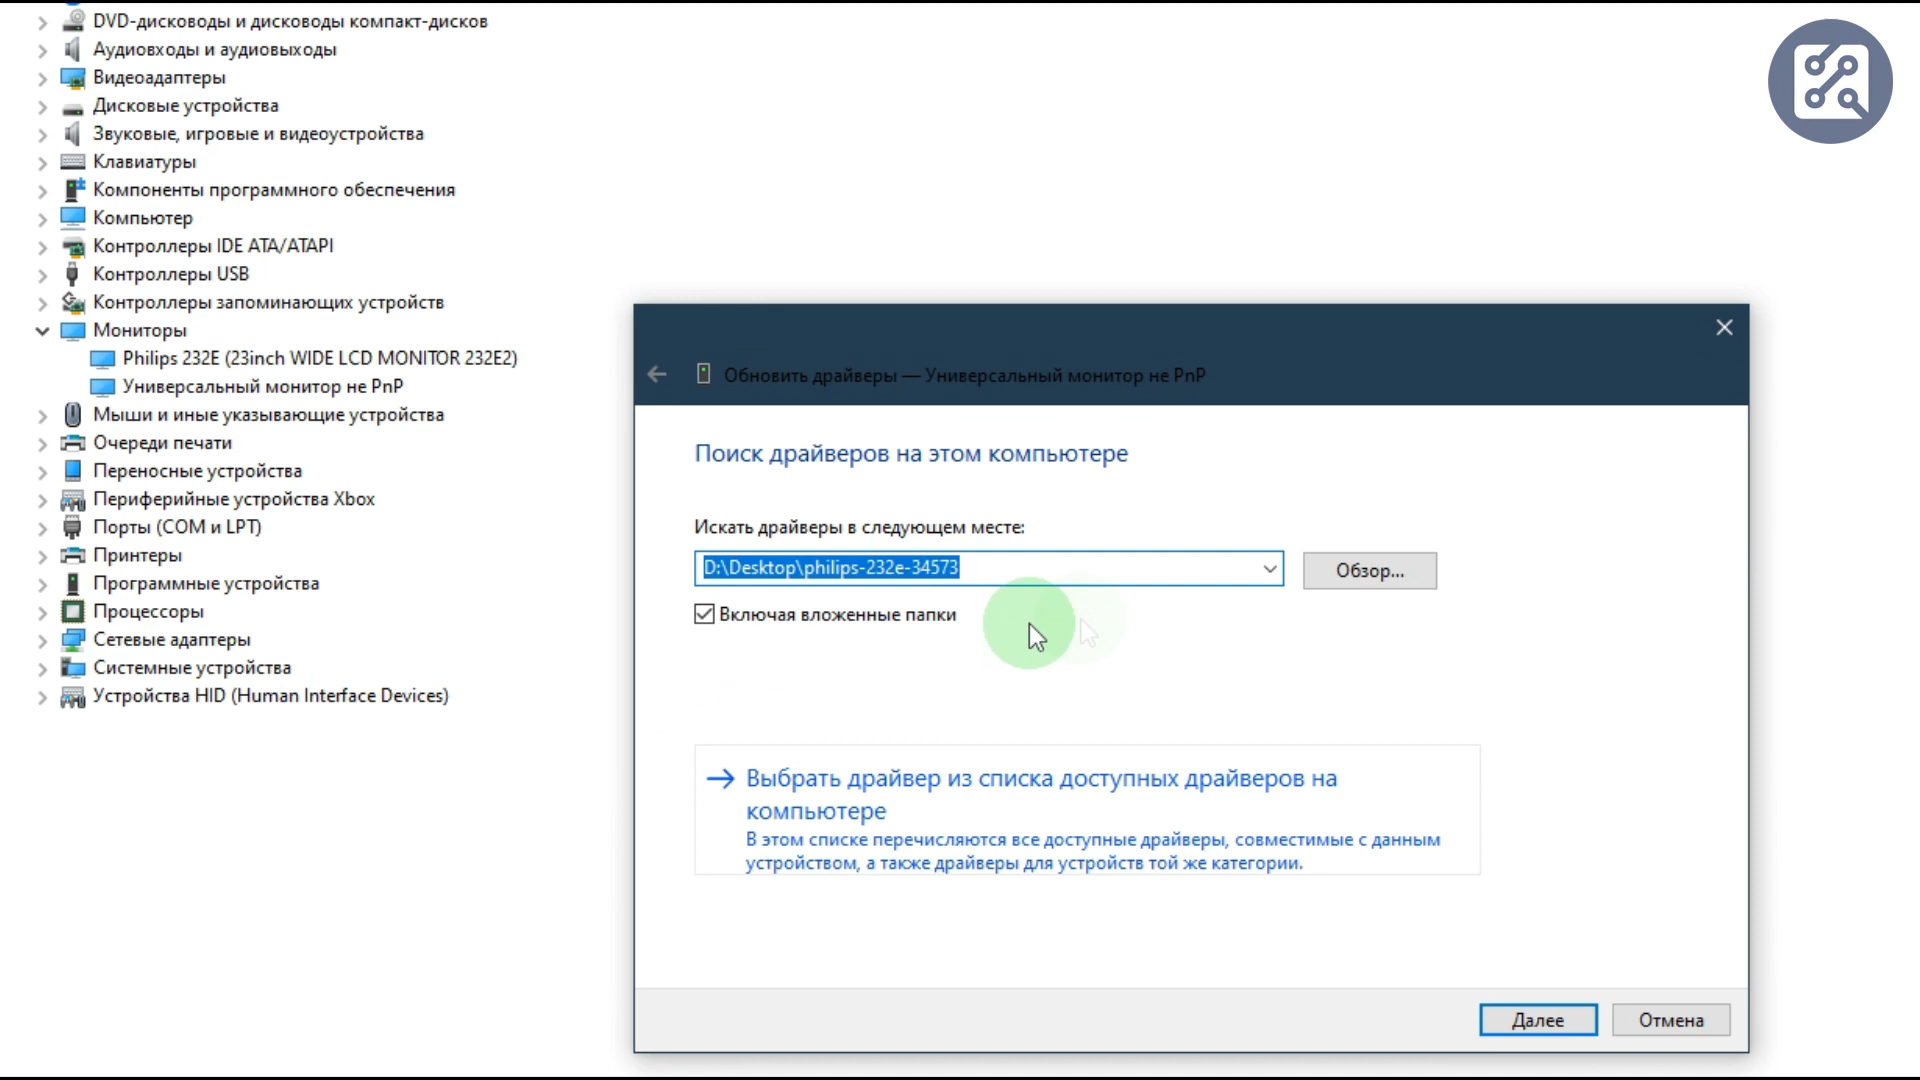 DVD-дисководы и дисководы компакт-дисков
Аудиовходы и аудиовыходы
Видеоадаптеры
Дисковые устройства
Звуковые, игровые и видеоустройства
Клавиатуры
Компоненты программного обеспечения
Компьютер
Контроллеры IDE ATA/ATAPI
Контроллеры USB
Контроллеры запоминающих устройств
Мониторы
Philips 232E (23inch WIDE LCD MONITOR 232E2)
Универсальный монитор не PnP
Мыши и иные указывающие устройства
Очереди печати
Переносные устройства
Периферийные устройства Xbox
Порты (COM и LPT)
Принтеры
Программные устройства
Процессоры
Сетевые адаптеры
Системные устройства
Устройства HID (Human Interface Devices)
Обновить драйверы — Универсальный монитор не PnP
Поиск драйверов на этом компьютере
Искать драйверы в следующем месте:
D:\Desktop\philips-232e-34573
Обзор...
Включая вложенные папки
Выбрать драйвер из списка доступных драйверов на
компьютере
В этом списке перечисляются все доступные драйверы, совместимые с данным
устройством, а также драйверы для устройств той же категории.
Далее
Отмена